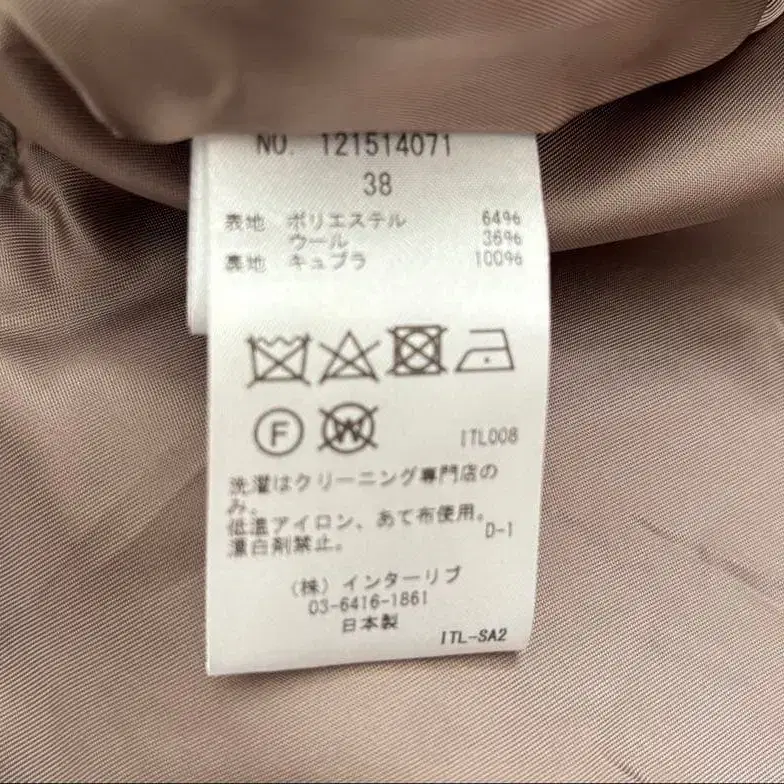 NO. 121514071
38
表地 ポリエステル 64%
ウール 36%
裏地 キュプラ 100%
F W ITL008
洗濯はクリーニング専門店の
み。
低温アイロン、あて布使用。
漂白剤禁止。 D-1
(株) インターリブ
03-6416-1861
日本製
ITL-SA2